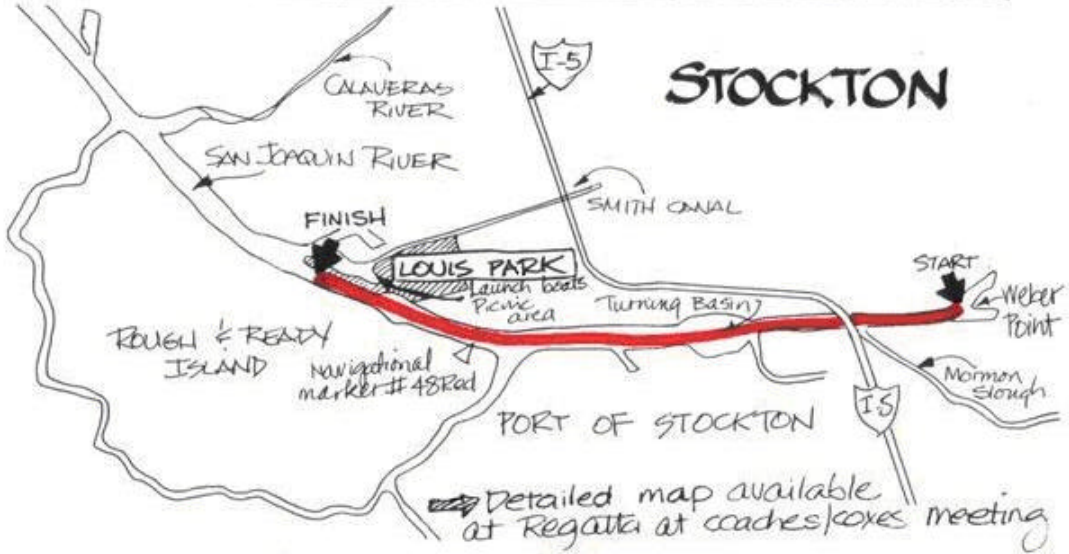 I-5
STOCKTON
CALAVERAS
RIVER
SAN JOAQUIN RIVER
SMITH CANAL
FINISH
LOUIS PARK
Launch boats
Picnic
area
START
Weber
Point
Turning Basin
ROUGH & READY
ISLAND
Navigational
marker # 48 Red
Mormon
Slough
I-5
PORT OF STOCKTON
Detailed map available
at Regatta at coaches/coxes meeting